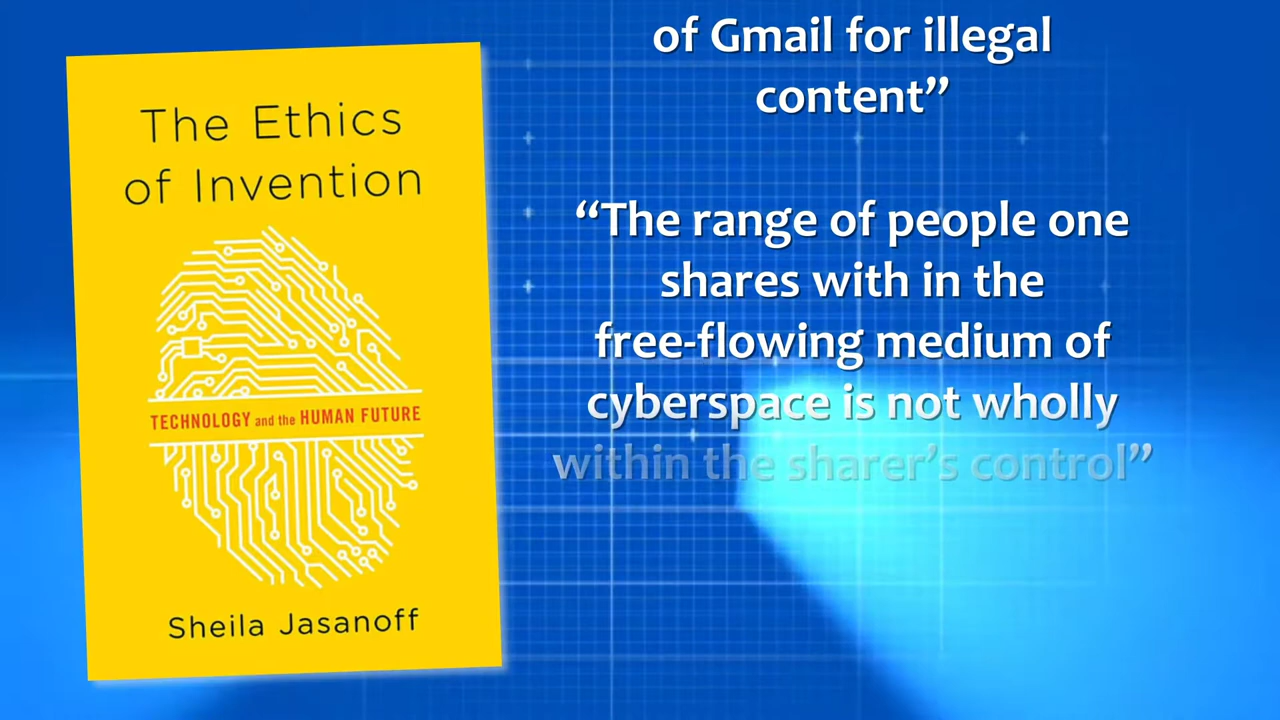 The Ethics
of Invention
TECHNOLOGY and the HUMAN FUTURE
Sheila Jasanoff
of Gmail for illegal
content”
“The range of people one
shares with in the
free-flowing medium of
cyberspace is not wholly
within the sharer’s control”